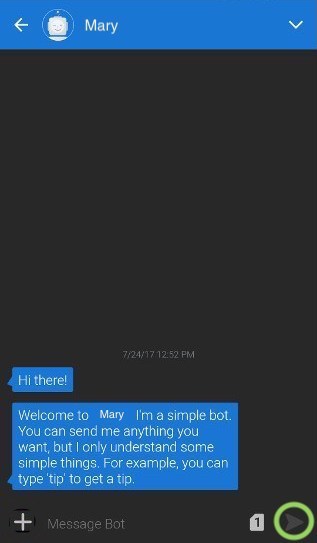 Mary
7/24/17 12:52 PM
Hi there!
Welcome to Mary I'm a simple bot.
You can send me anything you
want, but I only understand some
simple things. For example, you can
type 'tip' to get a tip.
Message Bot
1